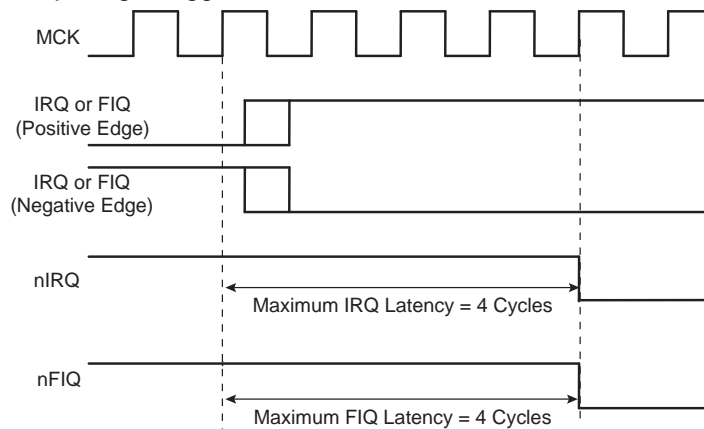 MCK
IRQ or FIQ
(Positive Edge)
IRQ or FIQ
(Negative Edge)
nIRQ
Maximum IRQ Latency = 4 Cycles
nFIQ
Maximum FIQ Latency = 4 Cycles